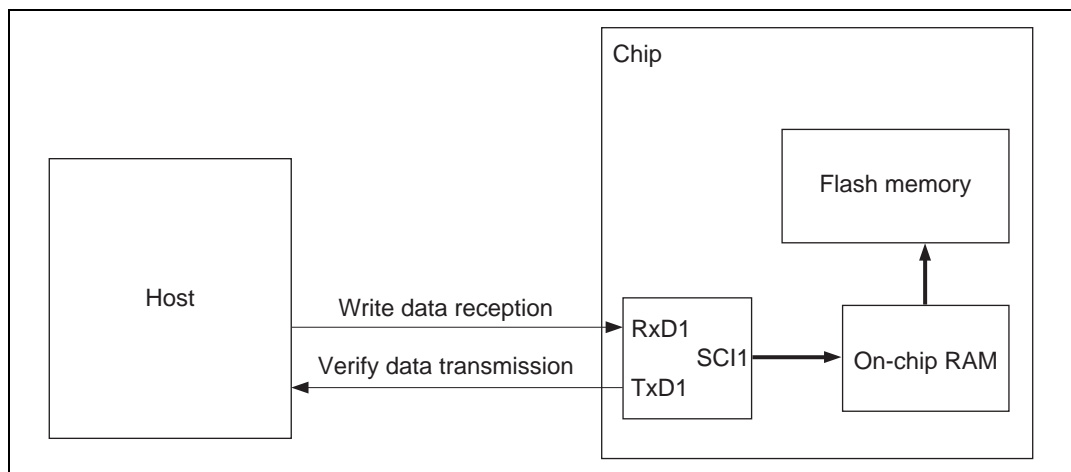 Chip
Flash memory
Host
Write data reception
RxD1
SCI1
On-chip RAM
Verify data transmission
TxD1